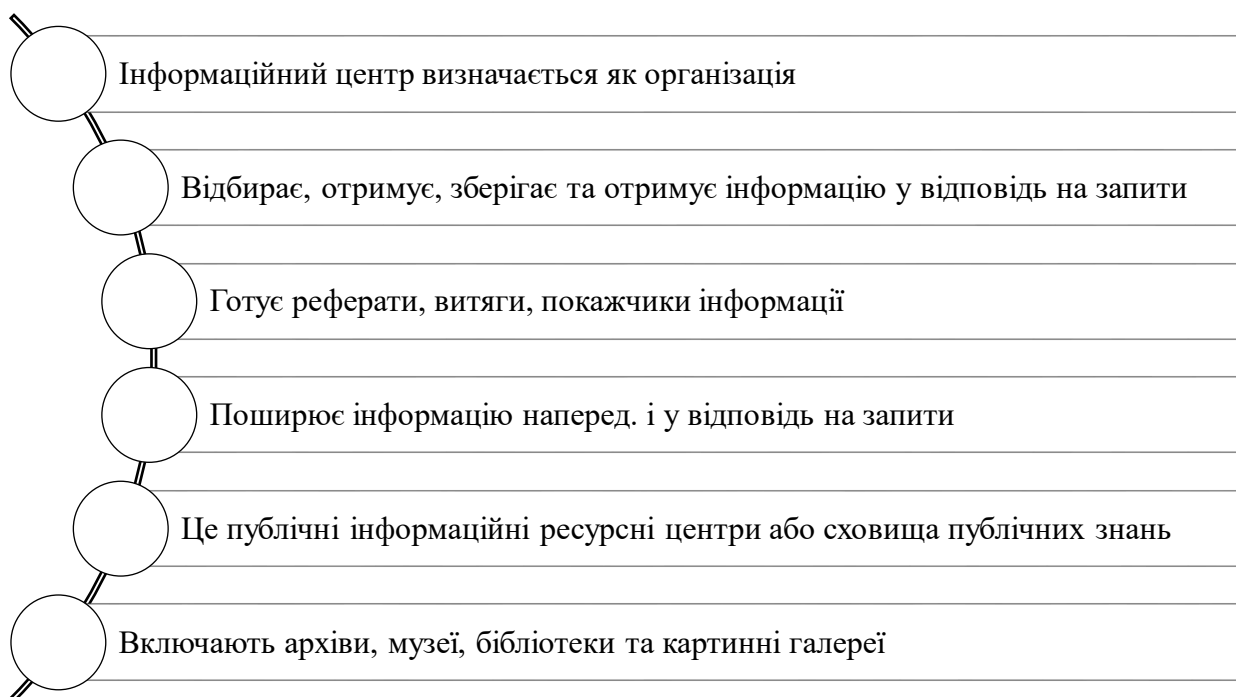 Інформаційний центр визначається як організація
Відбирає, отримує, зберігає та отримує інформацію у відповідь на запити
Готує реферати, витяги, покажчики інформації
Поширює інформацію наперед. і у відповідь на запити
Це публічні інформаційні ресурсні центри або сховища публічних знань
Включають архіви, музеї, бібліотеки та картинні галереї